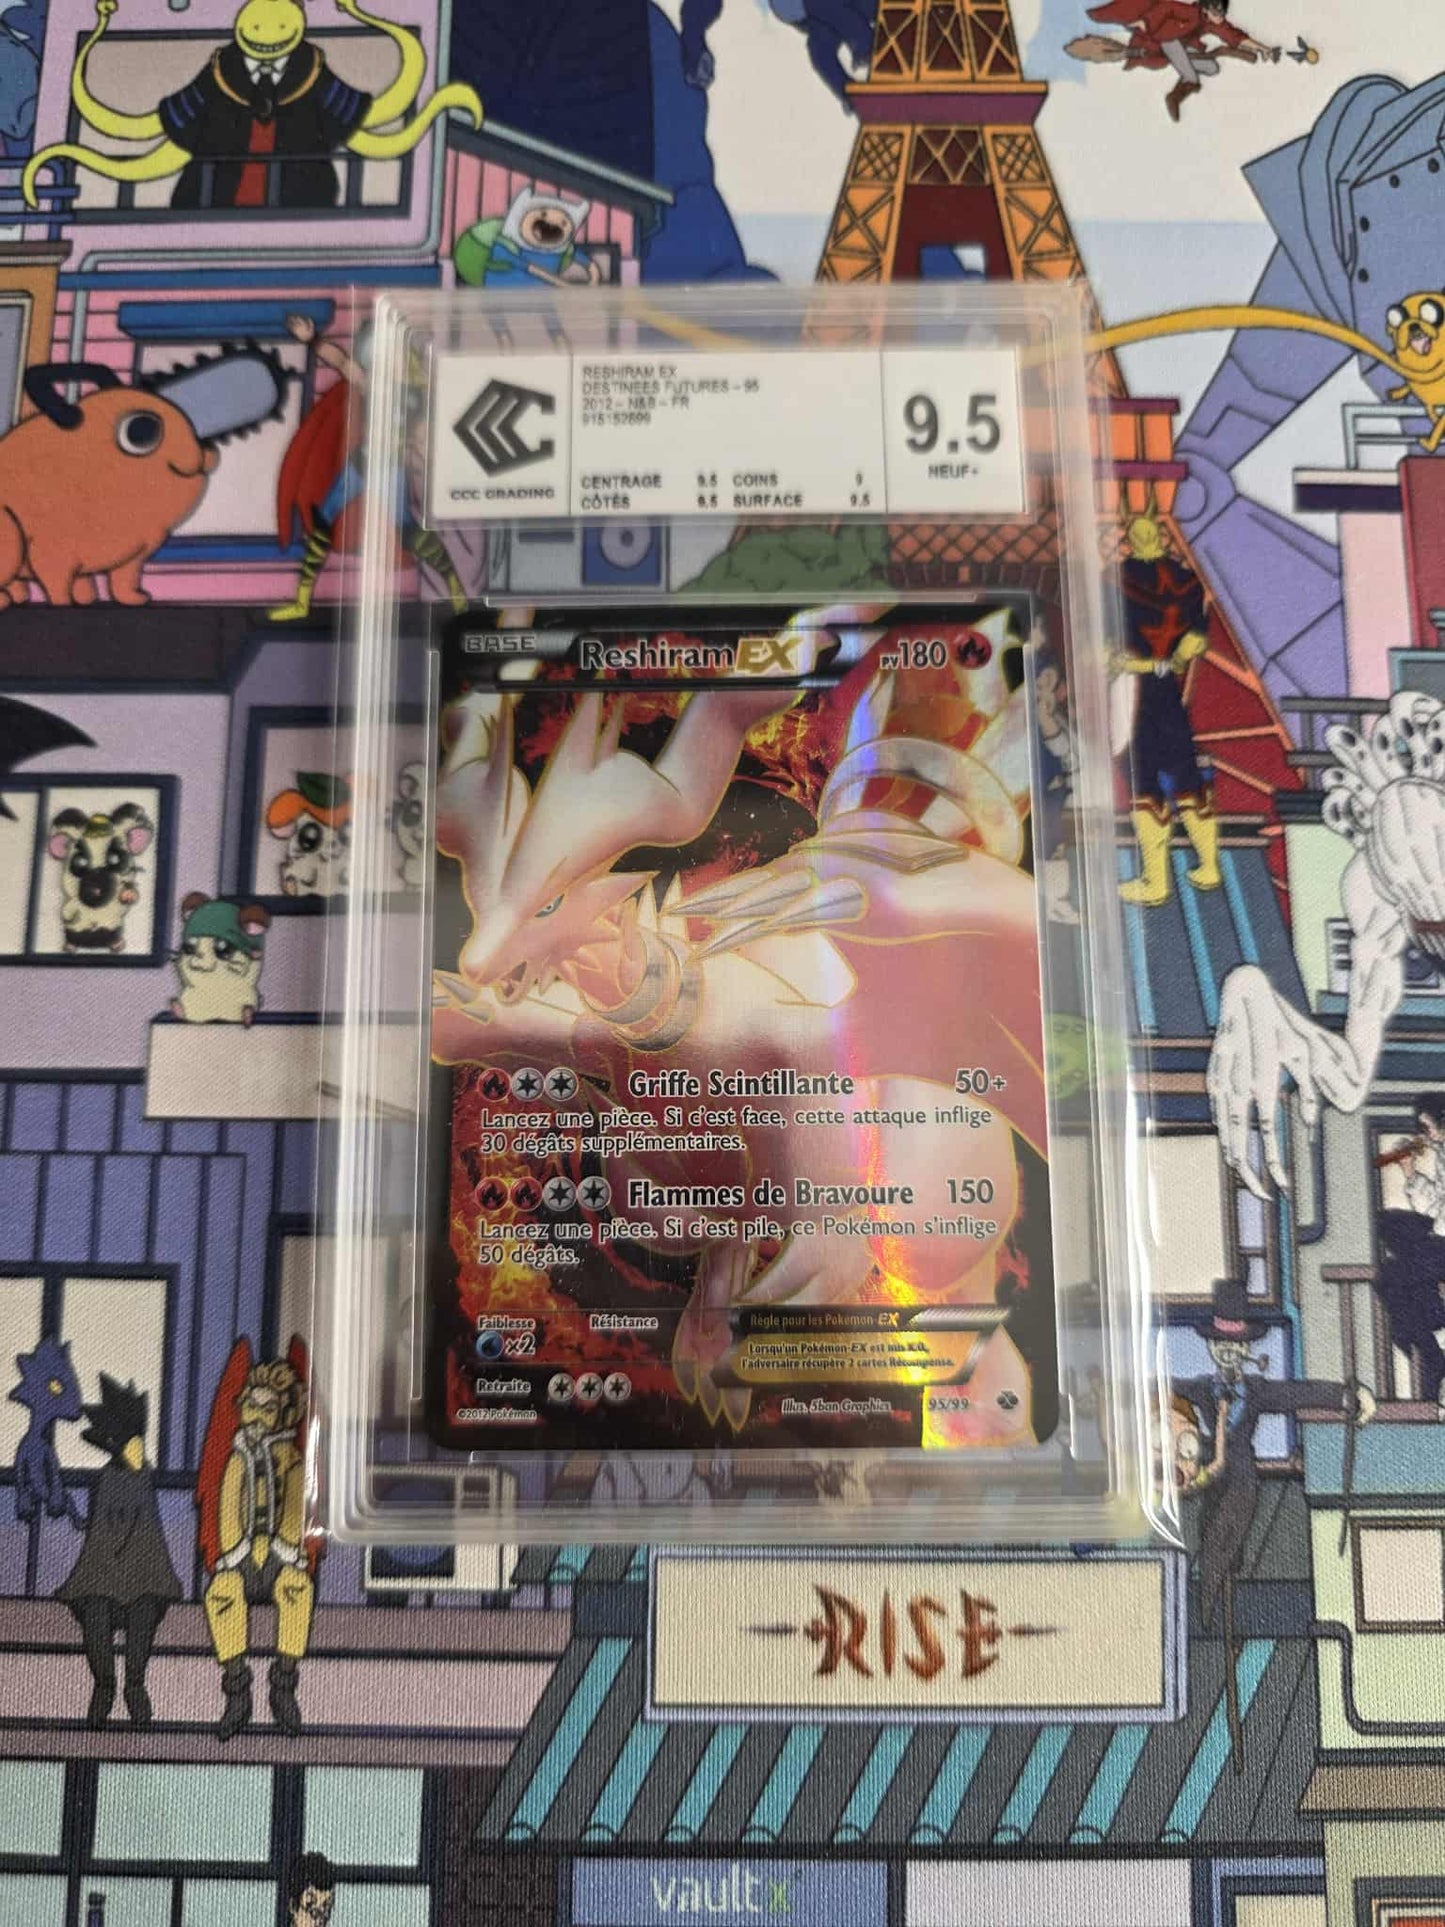 RESHIRAM EX
DESTINEES FUTURES - 95
2012 - N&B - FR
915152699
CENTRAGE 9.5 COINS 9
CÔTÉS 9.5 SURFACE 9.5
CCC GRADING
9.5
NEUF+
BASE
Reshiram EX
PV180
Griffe Scintillante 50+
Lancez une pièce. Si c'est face, cette attaque inflige
30 dégâts supplémentaires.
Flammes de Bravoure 150
Lancez une pièce. Si c'est pile, ce Pokémon s'inflige
50 dégâts.
Faiblesse
×2
Résistance
Retraite
Règle pour les Pokémon-EX
Lorsqu'un Pokémon-EX est mis K.O.,
l'adversaire récupère 2 cartes Récompense.
©2012 Pokémon
Illus. 5ban Graphics
95/99
RISE
vaultx